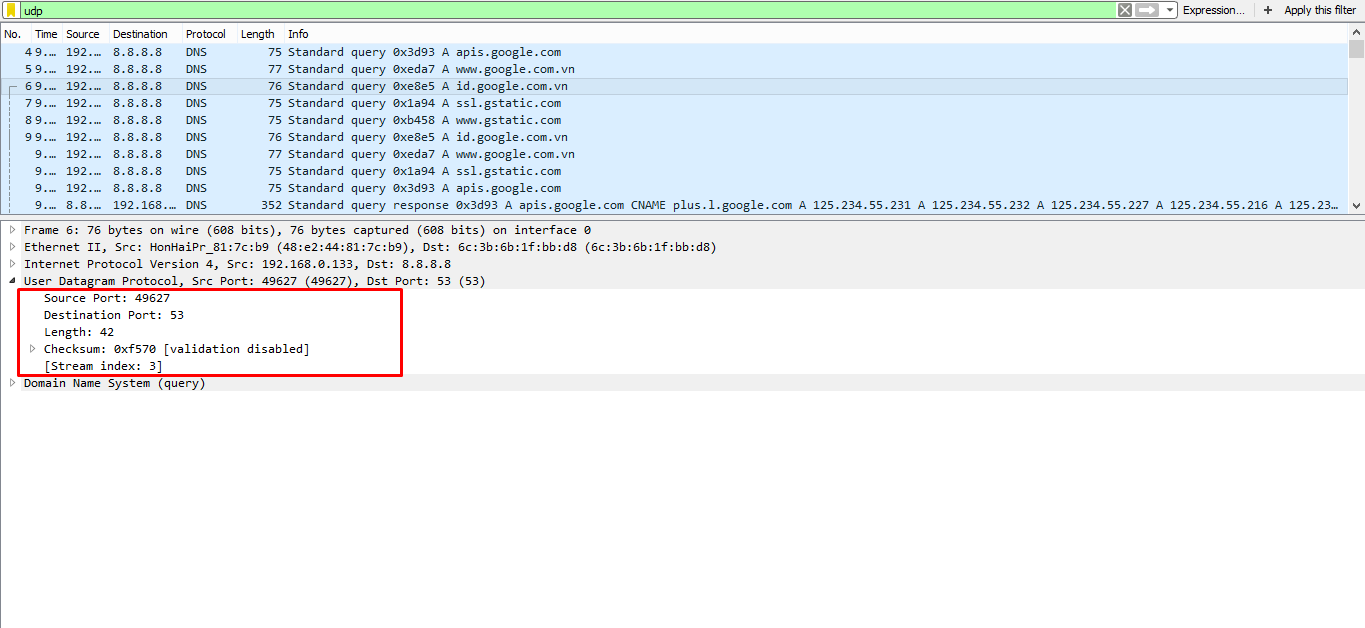 udp Expression... + Apply this filter
No. Time Source Destination Protocol Length Info
4 9.… 192.… 8.8.8.8 DNS 75 Standard query 0x3d93 A apis.google.com
5 9.… 192.… 8.8.8.8 DNS 77 Standard query 0xeda7 A www.google.com.vn
6 9.… 192.… 8.8.8.8 DNS 76 Standard query 0xe8e5 A id.google.com.vn
7 9.… 192.… 8.8.8.8 DNS 75 Standard query 0x1a94 A ssl.gstatic.com
8 9.… 192.… 8.8.8.8 DNS 75 Standard query 0xb458 A www.gstatic.com
9 9.… 192.… 8.8.8.8 DNS 76 Standard query 0xe8e5 A id.google.com.vn
9.… 192.… 8.8.8.8 DNS 77 Standard query 0xeda7 A www.google.com.vn
9.… 192.… 8.8.8.8 DNS 75 Standard query 0x1a94 A ssl.gstatic.com
9.… 192.… 8.8.8.8 DNS 75 Standard query 0x3d93 A apis.google.com
9.… 8.8.… 192.168.… DNS 352 Standard query response 0x3d93 A apis.google.com CNAME plus.l.google.com A 125.234.55.231 A 125.234.55.232 A 125.234.55.227 A 125.234.55.216 A 125.23…
Frame 6: 76 bytes on wire (608 bits), 76 bytes captured (608 bits) on interface 0
Ethernet II, Src: HonHaiPr_81:7c:b9 (48:e2:44:81:7c:b9), Dst: 6c:3b:6b:1f:bb:d8 (6c:3b:6b:1f:bb:d8)
Internet Protocol Version 4, Src: 192.168.0.133, Dst: 8.8.8.8
User Datagram Protocol, Src Port: 49627 (49627), Dst Port: 53 (53)
Source Port: 49627
Destination Port: 53
Length: 42
Checksum: 0xf570 [validation disabled]
[Stream index: 3]
Domain Name System (query)